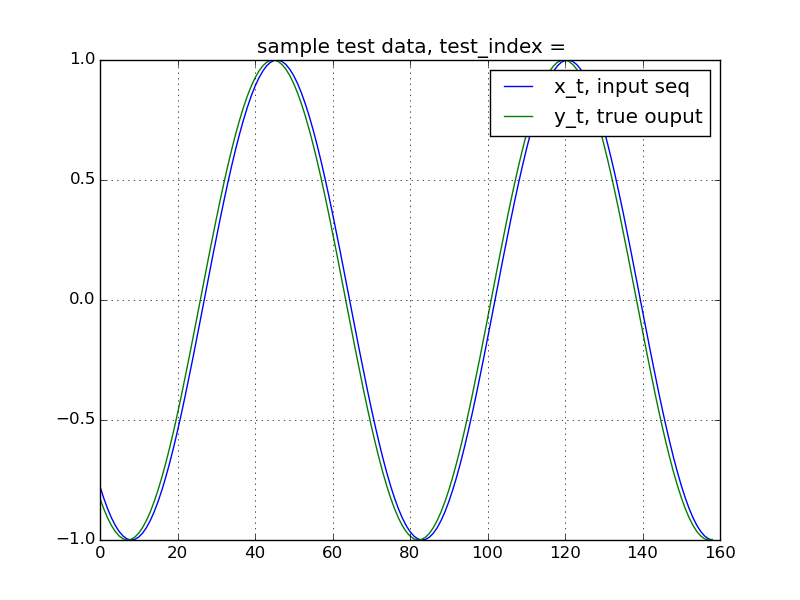 sample test data, test_index =
1.0
x_t, input seq
y_t, true ouput
0.5
0.0
−0.5
−1.0
0 20 40 60 80 100 120 140 160